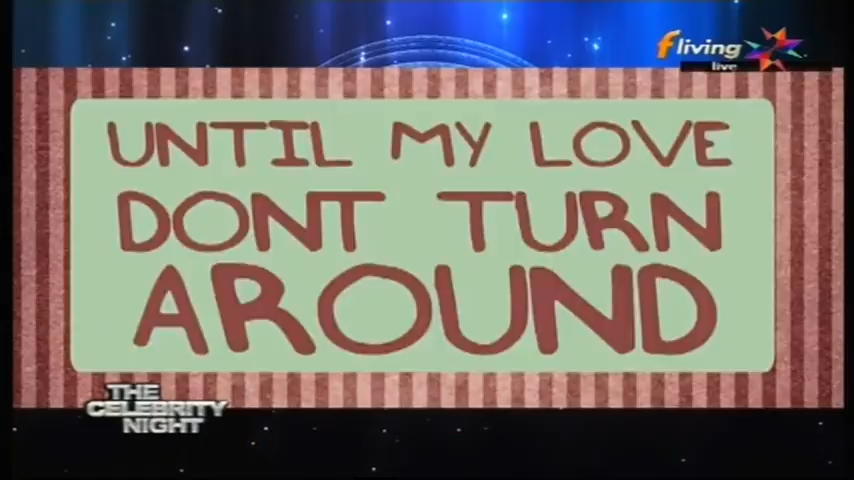 f living
live
UNTIL MY LOVE
DONT TURN
AROUND
THE
CELEBRITY
NIGHT